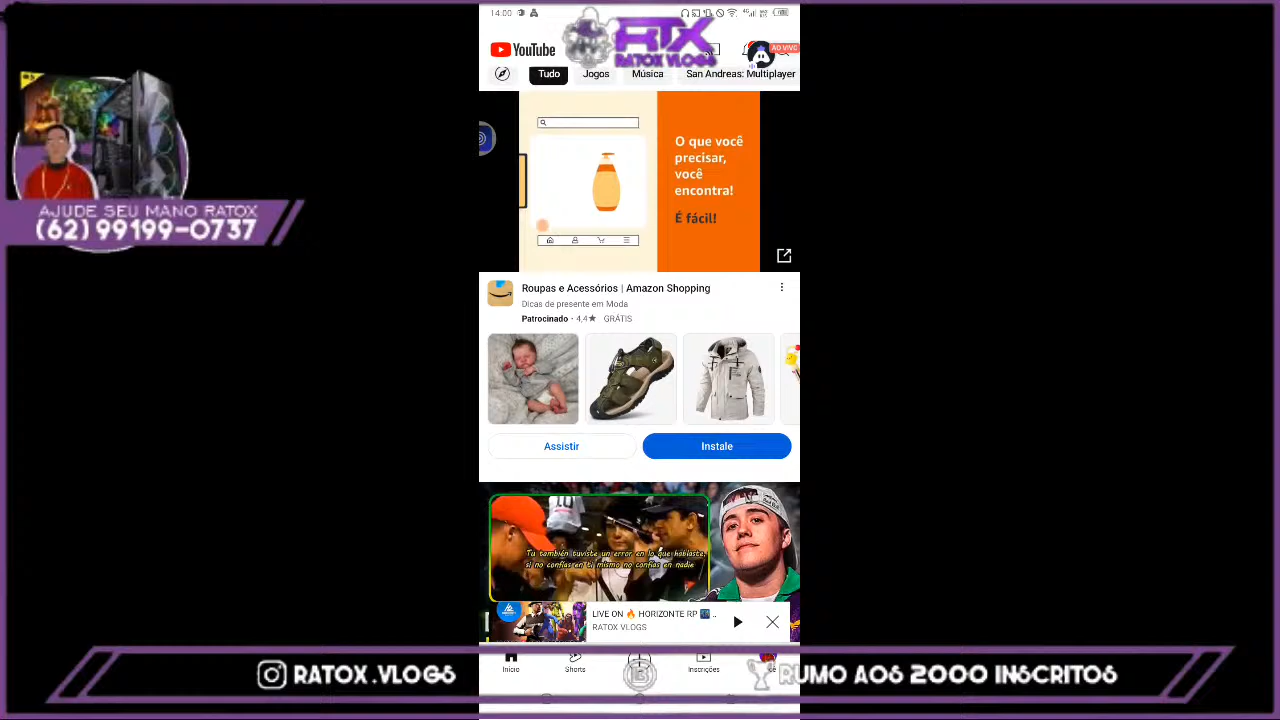 14:00
4G
RTX
RATOX VLOGS
YouTube
AO VIVO
Tudo
Jogos
Música
San Andreas: Multiplayer
O que você
precisar,
você
encontra!
É fácil!
AJUDE SEU MANO RATOX
(62) 99199-0737
Roupas e Acessórios | Amazon Shopping
Dicas de presente em Moda
Patrocinado · 4,4★ GRÁTIS
Assistir
Instale
10
Tu también tuviste un error en lo que hablaste,
si no confías en ti mismo no confías en nadie
LIVE ON 🔥 HORIZONTE RP 🌃 ..
RATOX VLOGS
Início
Shorts
Inscrições
RATOX.VLOGS
RUMO AOS 2000 INSCRITOS